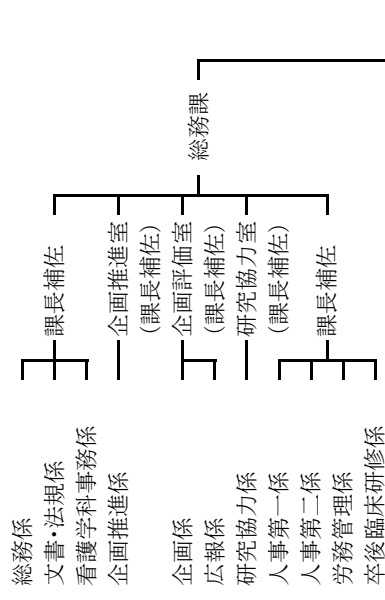 総務課
課長補佐
企画推進室
(課長補佐)
企画評価室
(課長補佐)
研究協力室
(課長補佐)
課長補佐
総務係
文書・法規係
看護学科事務係
企画推進係
企画係
広報係
研究協力係
人事第一係
人事第二係
労務管理係
卒後臨床研修係